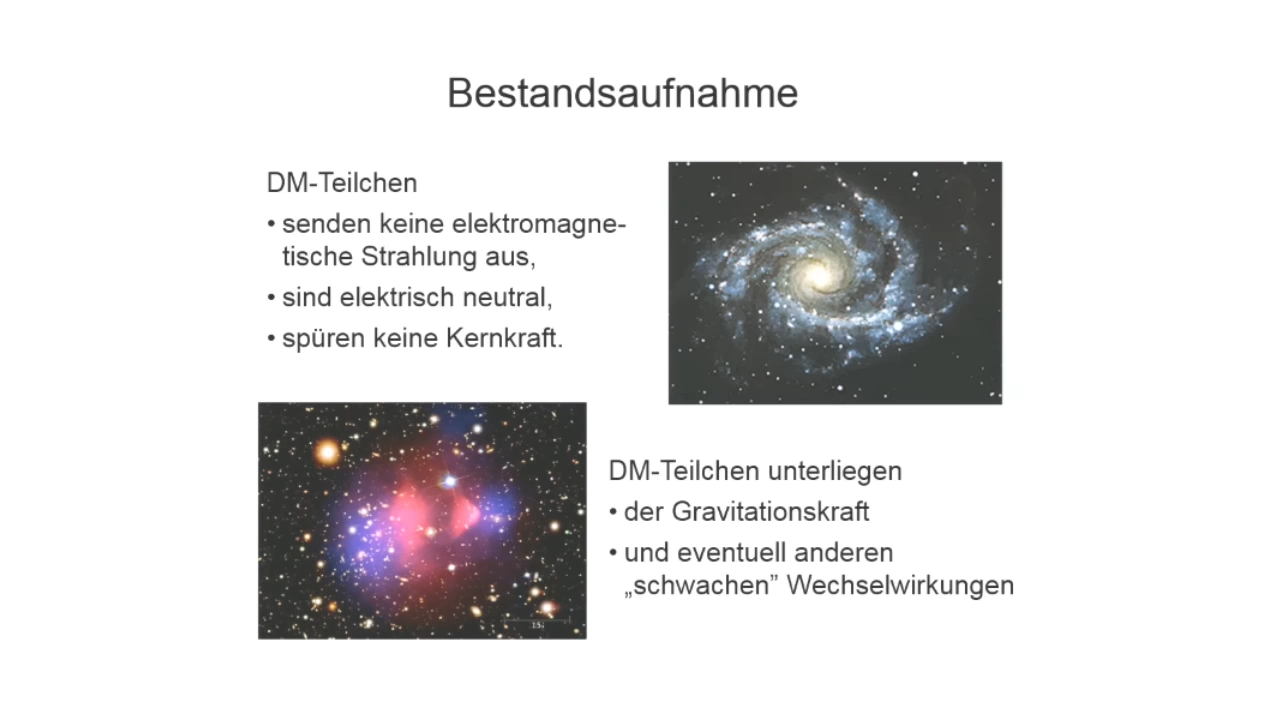 Bestandsaufnahme
DM-Teilchen
• senden keine elektromagne-
tische Strahlung aus,
• sind elektrisch neutral,
• spüren keine Kernkraft.
DM-Teilchen unterliegen
• der Gravitationskraft
• und eventuell anderen
„schwachen” Wechselwirkungen